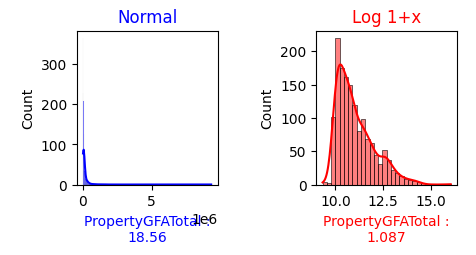 Normal
Log 1+x
Count
300
200
100
0
0
5
1e6
PropertyGFATotal :
18.56
Count
200
150
100
50
0
10.0
12.5
15.0
PropertyGFATotal :
1.087